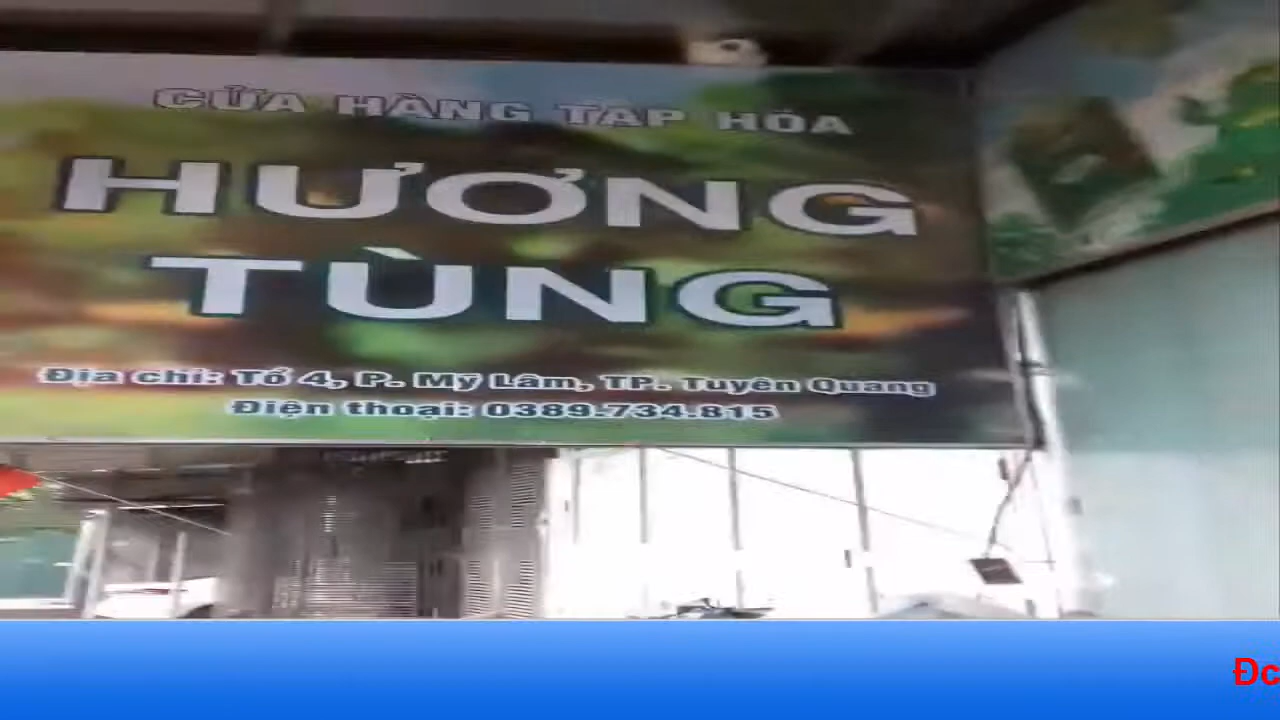 CỬA HÀNG TẠP HÓA
HƯƠNG
TÙNG
Địa chỉ: Tổ 4, P. Mỹ Lâm, TP. Tuyên Quang
Điện thoại: 0389.734.815
Đc